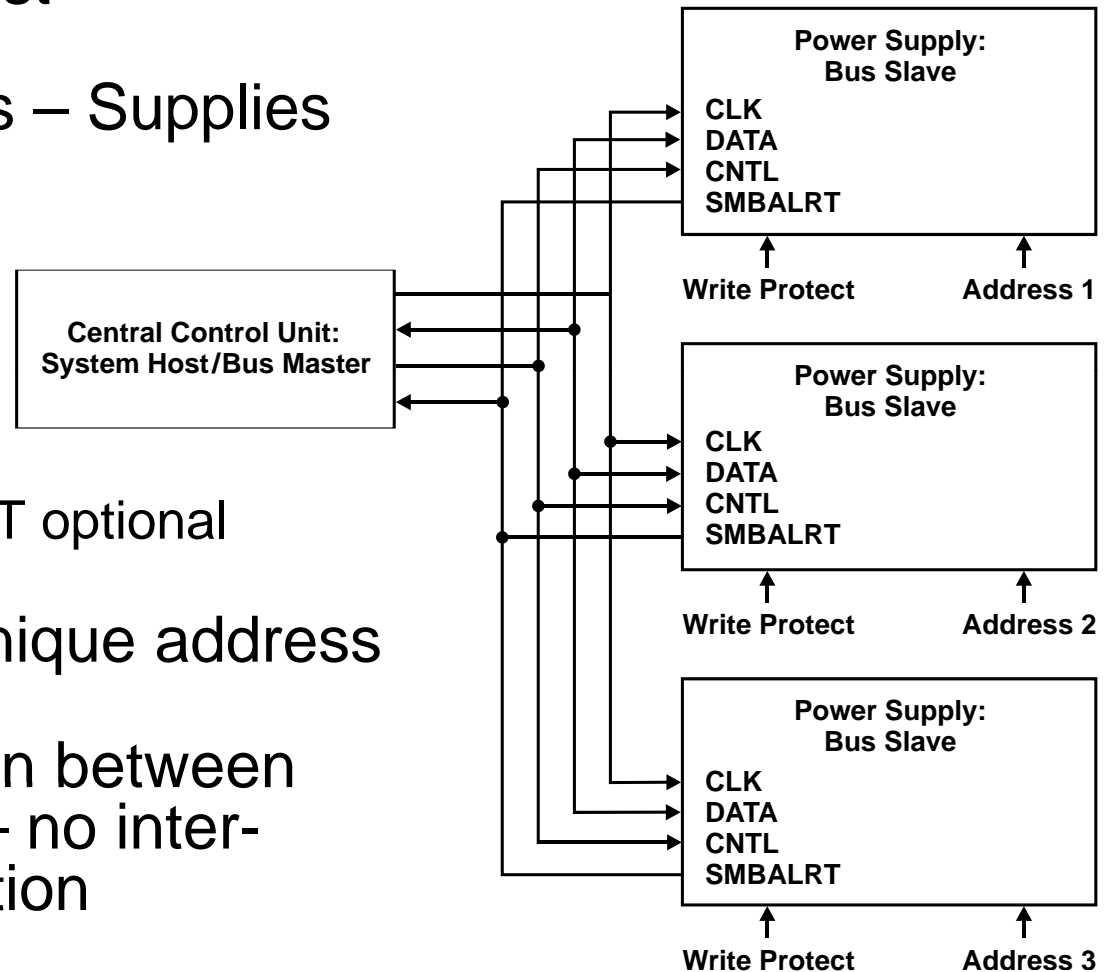 s – Supplies
T optional
nique address
n between
– no inter-
tion
Central Control Unit:
System Host/Bus Master
Power Supply:
Bus Slave
CLK
DATA
CNTL
SMBALRT
Write Protect Address 1
Power Supply:
Bus Slave
CLK
DATA
CNTL
SMBALRT
Write Protect Address 2
Power Supply:
Bus Slave
CLK
DATA
CNTL
SMBALRT
Write Protect Address 3